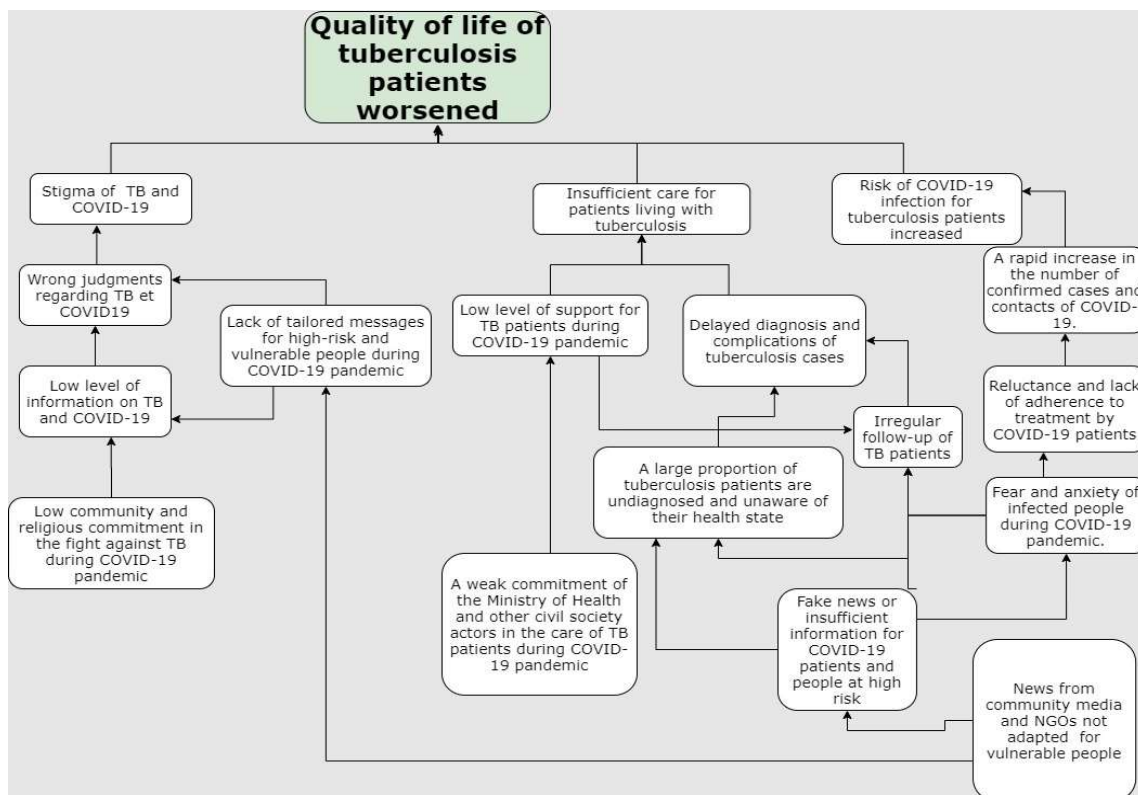 Quality of life of
tuberculosis
patients
worsened
Stigma of TB and
COVID-19
Insufficient care for
patients living with
tuberculosis
Risk of COVID-19
infection for
tuberculosis patients
increased
Wrong judgments
regarding TB et
COVID19
Lack of tailored messages
for high-risk and
vulnerable people during
COVID-19 pandemic
Low level of support for
TB patients during
COVID-19 pandemic
Delayed diagnosis and
complications of
tuberculosis cases
A rapid increase in
the number of
confirmed cases and
contacts of COVID-
19.
Low level of
information on TB
and COVID-19
Irregular
follow-up of
TB patients
Reluctance and lack
of adherence to
treatment by
COVID-19 patients
A large proportion of
tuberculosis patients are
undiagnosed and unaware of
their health state
Fear and anxiety of
infected people
during COVID-19
pandemic.
Low community and
religious commitment in
the fight against TB
during COVID-19
pandemic
A weak commitment of
the Ministry of Health
and other civil society
actors in the care of TB
patients during COVID-
19 pandemic
Fake news or
insufficient
information for
COVID-19
patients and
people at high
risk
News from
community media
and NGOs not
adapted for
vulnerable people